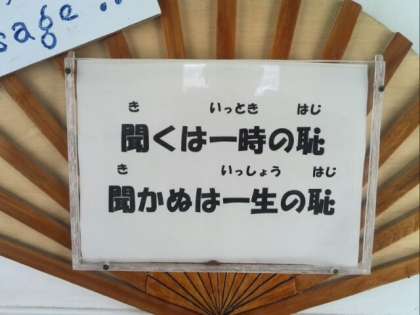 sage...
き いっとき はじ
聞くは一時の恥
き いっしょう はじ
聞かぬは一生の恥